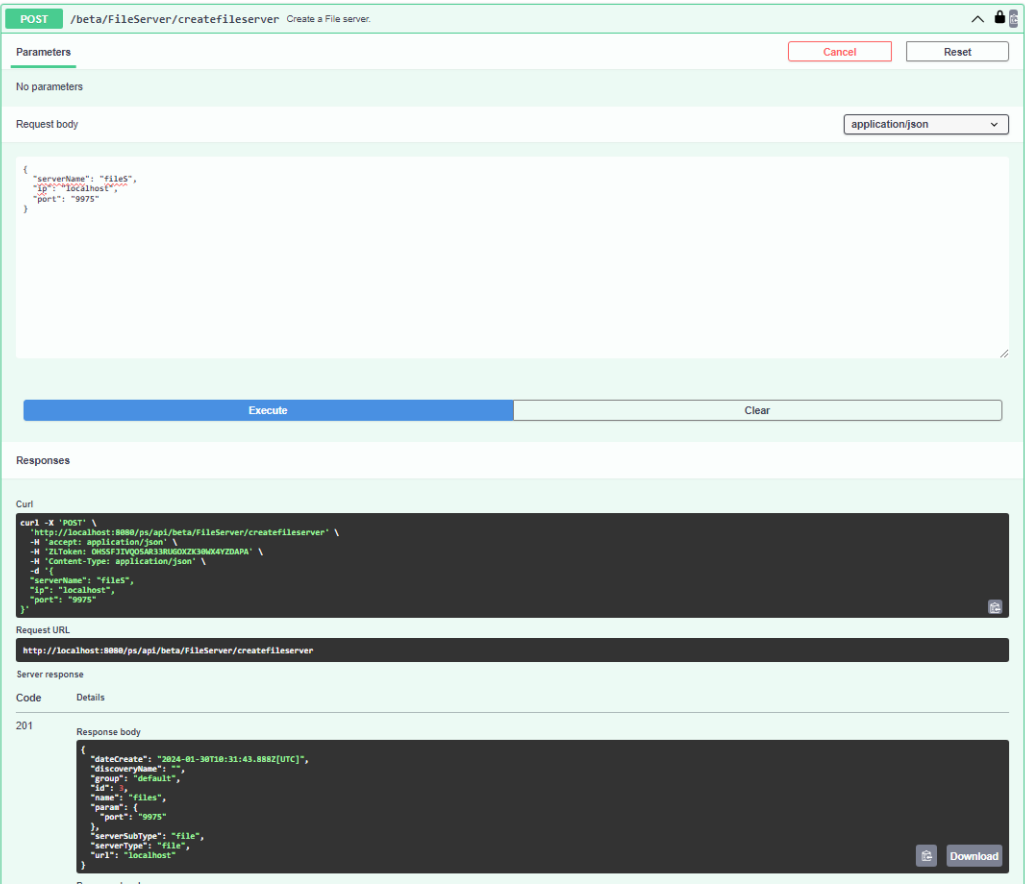 POST /beta/FileServer/createfileserver Create a File server.
Parameters Cancel Reset
No parameters
Request body application/json
{
"serverName": "fileS",
"ip": "localhost",
"port": "9975"
}
Execute Clear
Responses
Curl
curl -X 'POST' \
'http://localhost:8080/ps/api/beta/FileServer/createfileserver' \
-H 'accept: application/json' \
-H 'ZLToken: \
-H 'Content-Type: application/json' \
-d '{
"serverName": "fileS",
"ip": "localhost",
"port": "9975"
}'
Request URL
http://localhost:8080/ps/api/beta/FileServer/createfileserver
Server response
Code Details
201
Response body
{
"dateCreate": "2024-01-30T10:31:43.888Z[UTC]",
"discoveryName": "",
"group": "default",
"id": 3,
"name": "files",
"param": {
"port": "9975"
},
"serverSubType": "file",
"serverType": "file",
"url": "localhost"
}
Download